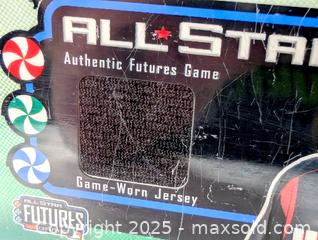 ALL★STA
Authentic Futures Game
Game-Worn Jersey
ALL STAR
FUTURES
Copyright 2025 - maxsold.com